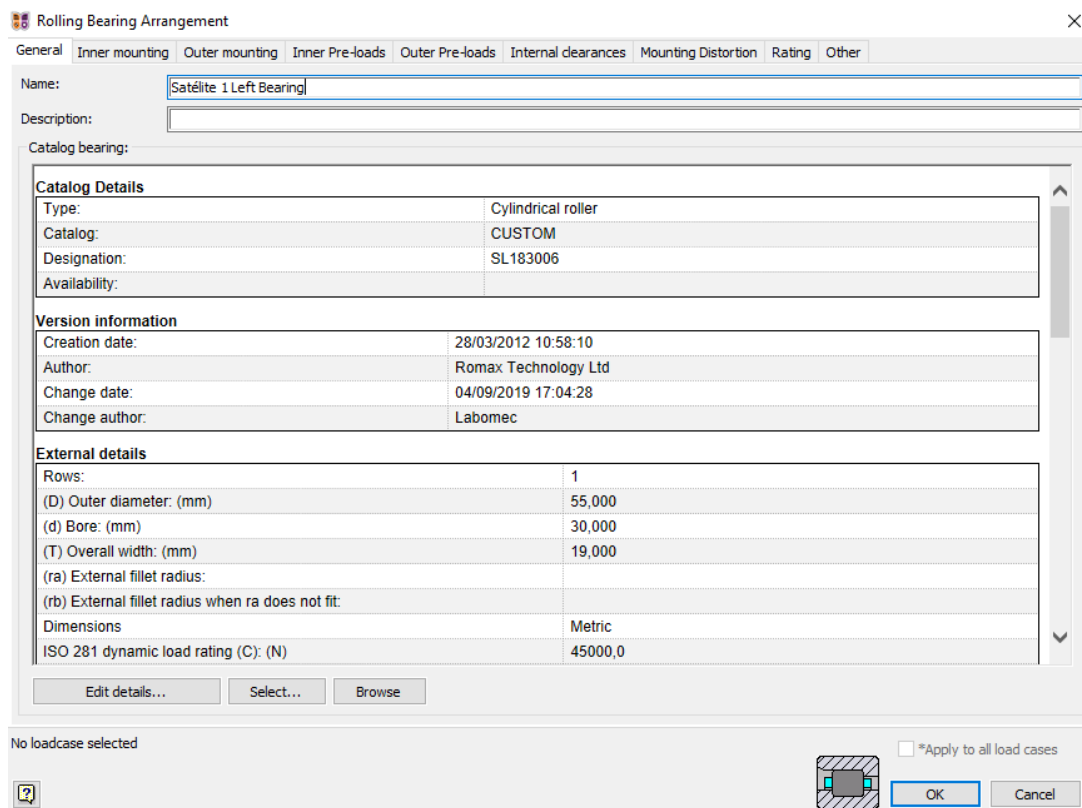 Rolling Bearing Arrangement
General Inner mounting Outer mounting Inner Pre-loads Outer Pre-loads Internal clearances Mounting Distortion Rating Other
Name: Satélite 1 Left Bearing
Description:
Catalog bearing:
Catalog Details
Type: Cylindrical roller
Catalog: CUSTOM
Designation: SL183006
Availability:
Version information
Creation date: 28/03/2012 10:58:10
Author: Romax Technology Ltd
Change date: 04/09/2019 17:04:28
Change author: Labomec
External details
Rows: 1
(D) Outer diameter: (mm) 55,000
(d) Bore: (mm) 30,000
(T) Overall width: (mm) 19,000
(ra) External fillet radius:
(rb) External fillet radius when ra does not fit:
Dimensions Metric
ISO 281 dynamic load rating (C): (N) 45000,0
Edit details... Select... Browse
No loadcase selected
*Apply to all load cases
OK Cancel